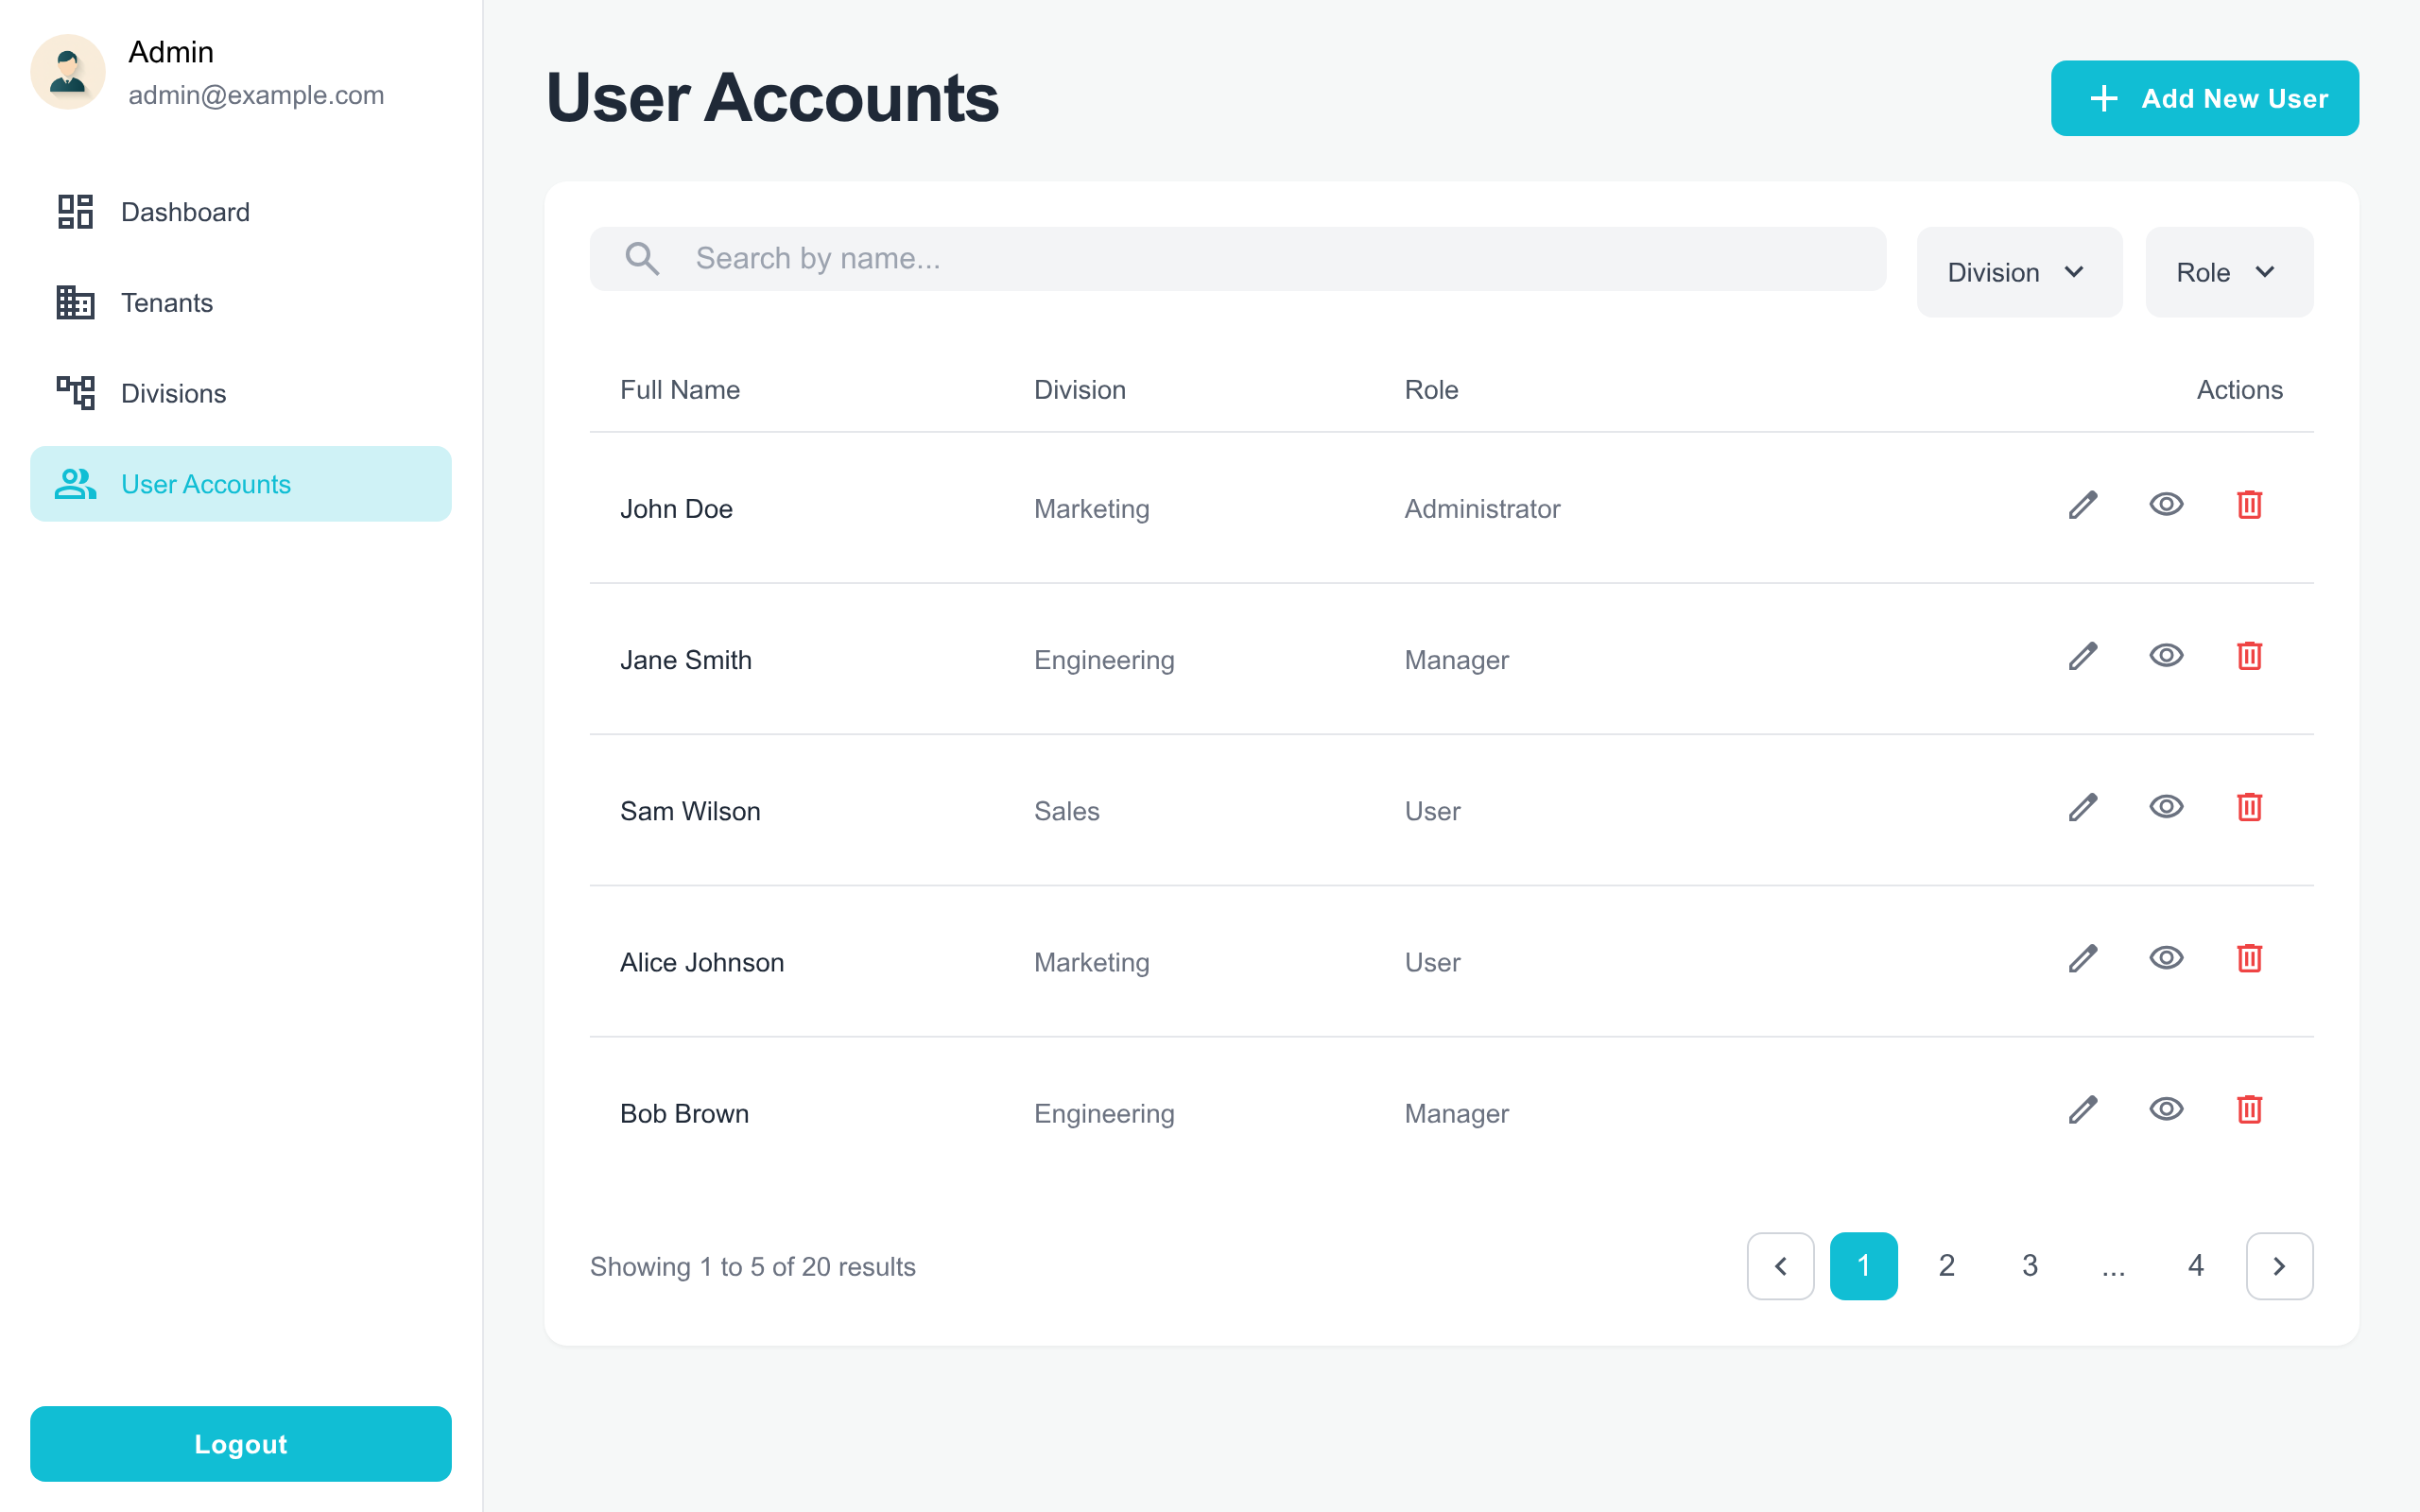 Admin
admin@example.com
Dashboard
Tenants
Divisions
User Accounts
Logout
User Accounts
Add New User
Search by name...
Division
Role
Full Name Division Role Actions
John Doe Marketing Administrator
Jane Smith Engineering Manager
Sam Wilson Sales User
Alice Johnson Marketing User
Bob Brown Engineering Manager
Showing 1 to 5 of 20 results
1 2 3 ... 4